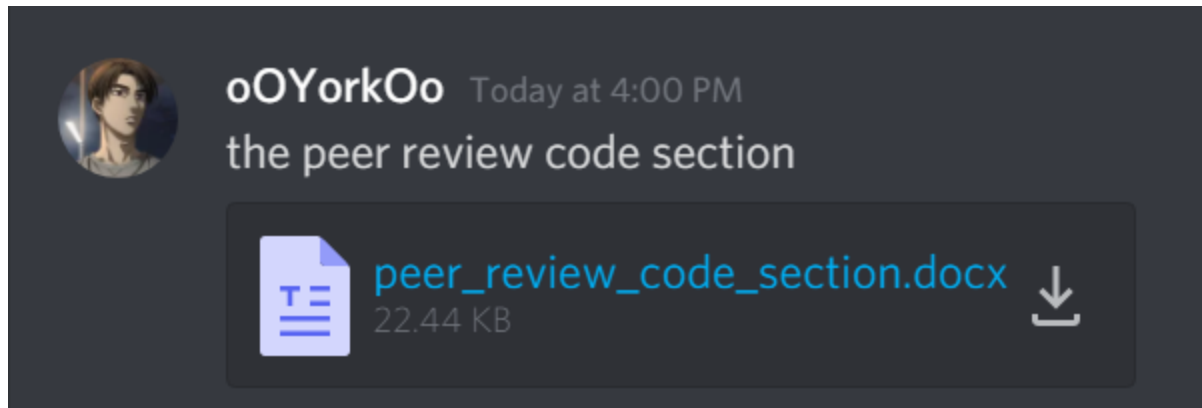 oOYorkOo Today at 4:00 PM
the peer review code section
peer_review_code_section.docx
22.44 KB